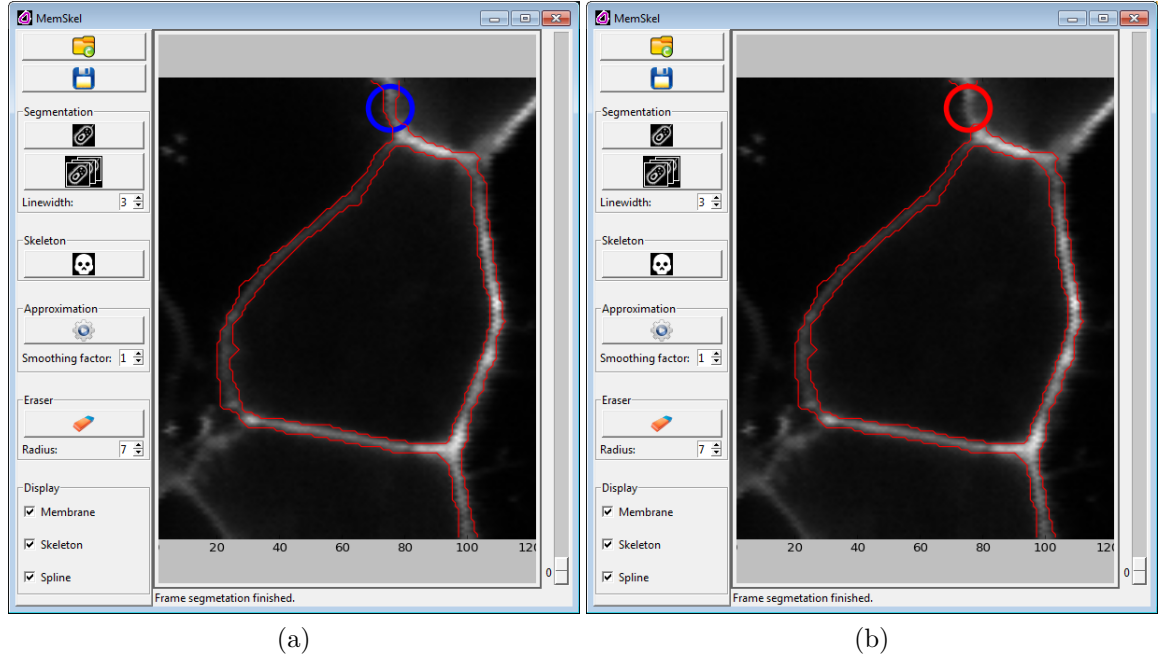 MemSkel
Segmentation
Linewidth: 3
Skeleton
Approximation
Smoothing factor: 1
Eraser
Radius: 7
Display
Membrane
Skeleton
Spline
20 40 60 80 100 120
0
Frame segmetation finished.
(a)
MemSkel
Segmentation
Linewidth: 3
Skeleton
Approximation
Smoothing factor: 1
Eraser
Radius: 7
Display
Membrane
Skeleton
Spline
20 40 60 80 100 120
0
Frame segmetation finished.
(b)